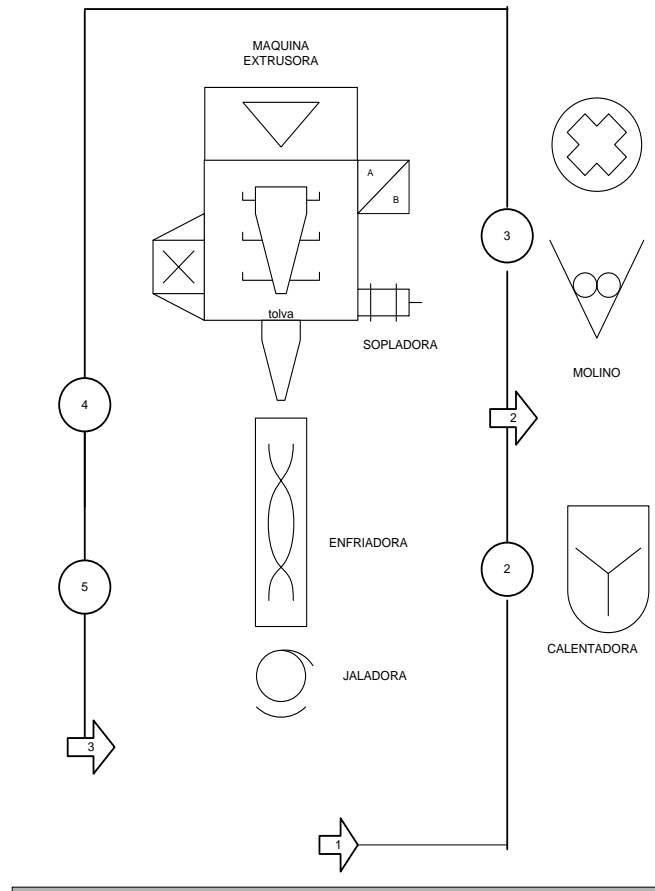 MAQUINA
EXTRUSORA
A
B
3
tolva
SOPLADORA
MOLINO
4
2
ENFRIADORA
2
5
CALENTADORA
JALADORA
3
1